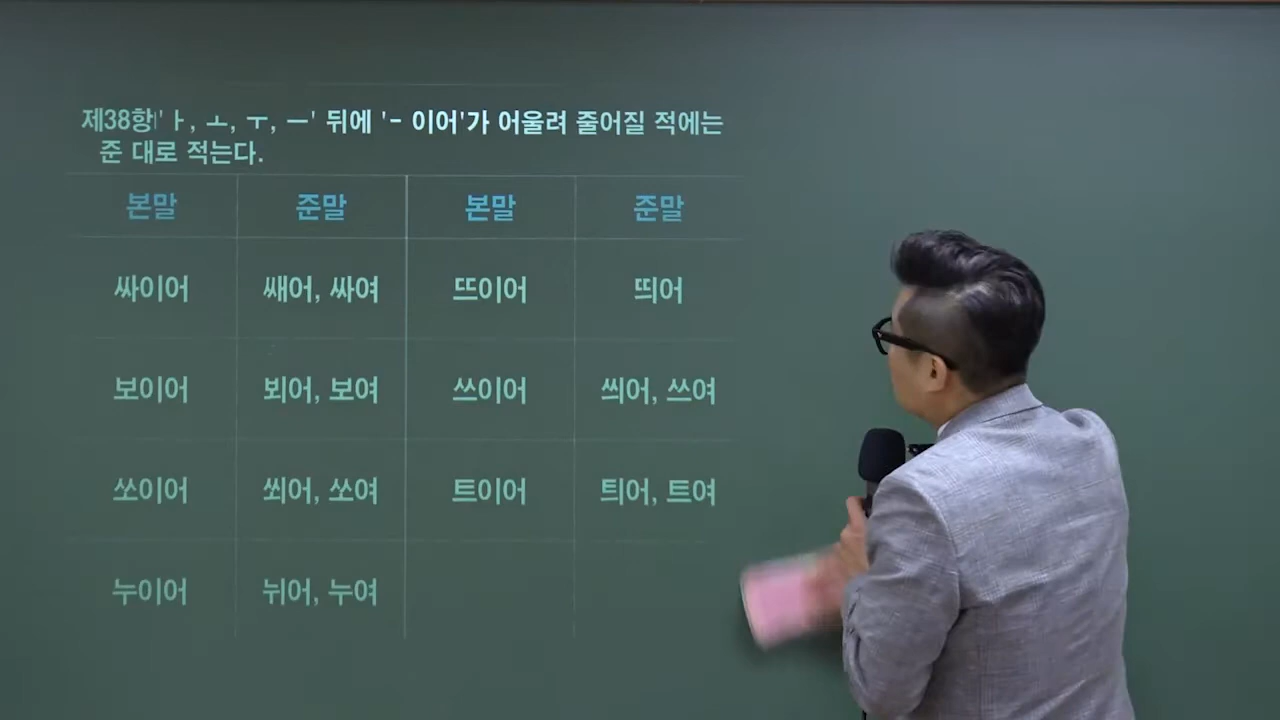 제38항'ㅏ, ㅗ, ㅜ, ㅡ' 뒤에 '- 이어'가 어울려 줄어질 적에는
준 대로 적는다.
본말 준말 본말 준말
싸이어 쌔어, 싸여 뜨이어 띄어
보이어 뵈어, 보여 쓰이어 씌어, 쓰여
쏘이어 쐬어, 쏘여 트이어 틔어, 트여
누이어 뉘어, 누여